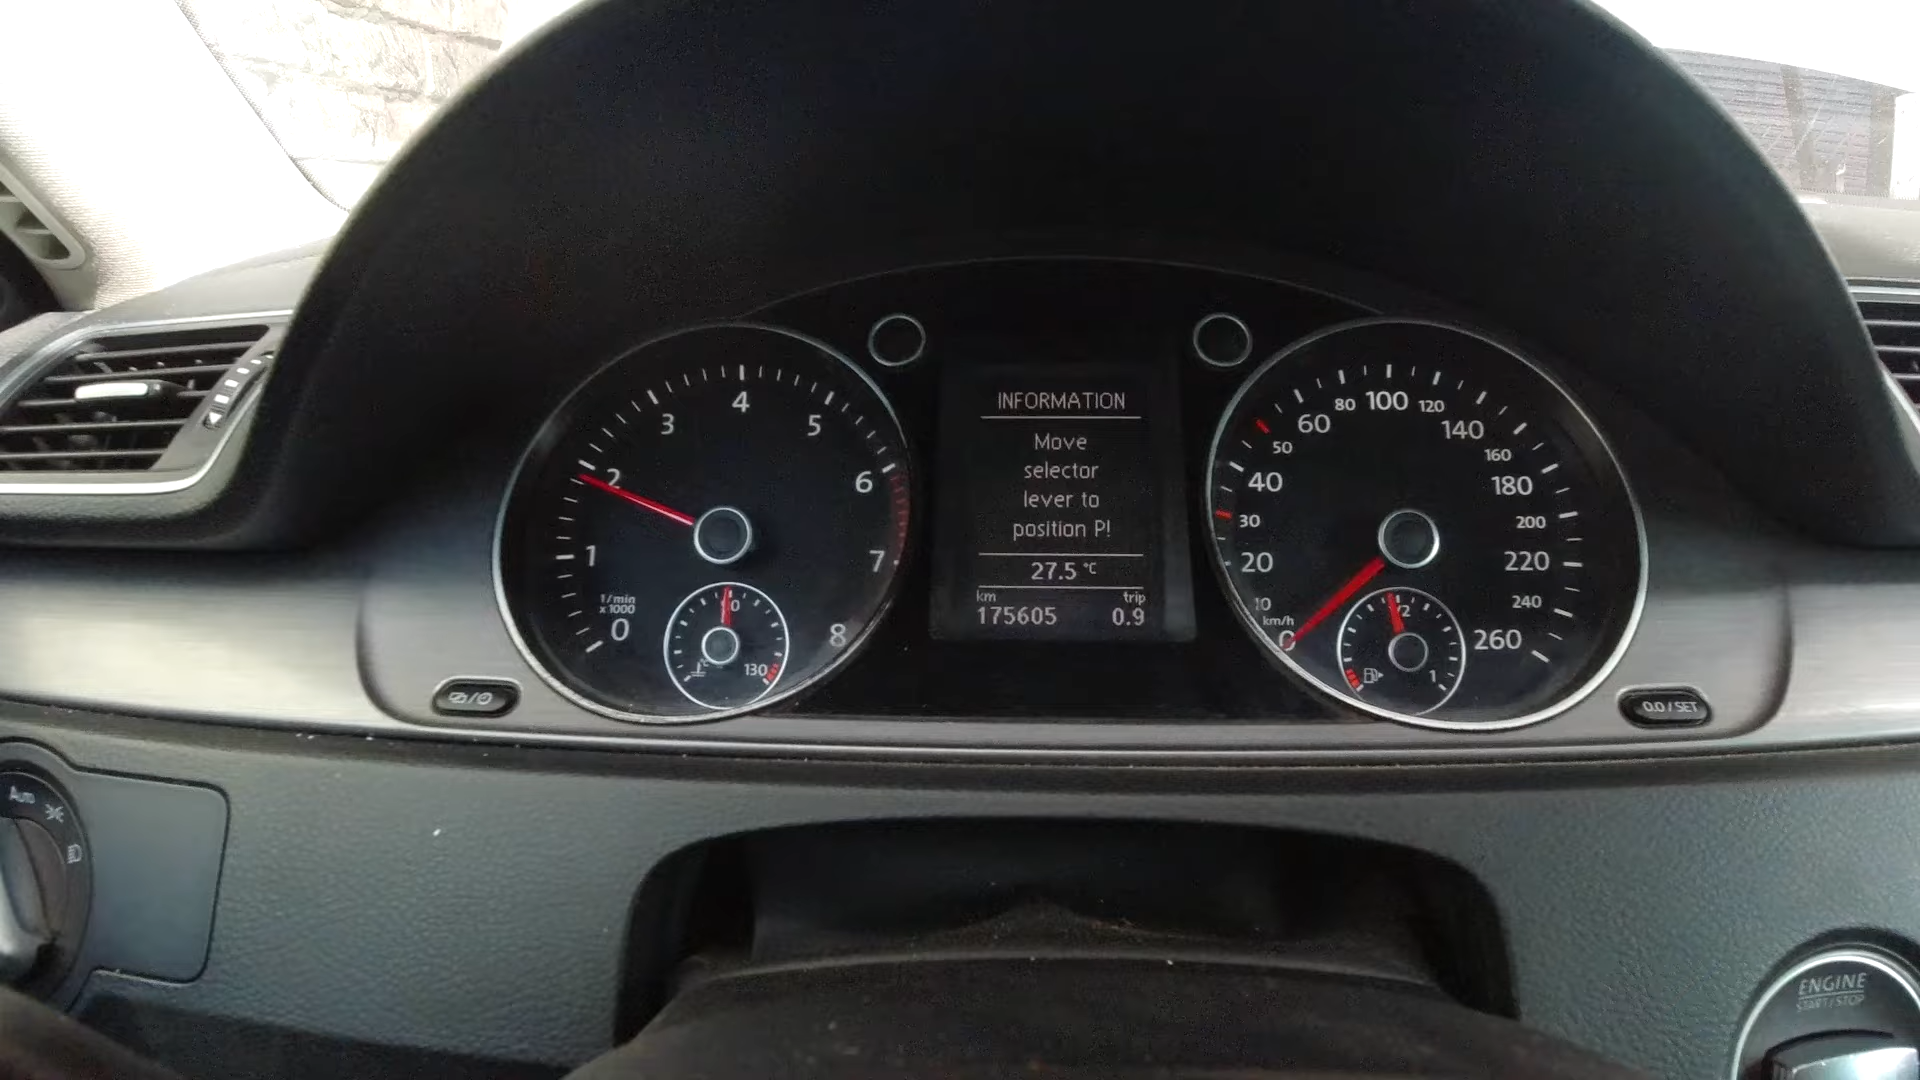 INFORMATION
Move
selector
lever to
position P!
27.5 °C
km trip
175605 0.9
0 1 2 3 4 5 6 7 8
1/min
x 1000
130
0 10 20 30 40 50 60 80 100 120 140 160 180 200 220 240 260
km/h
1/2
1
0.0 / SET
Auto
ENGINE
START / STOP